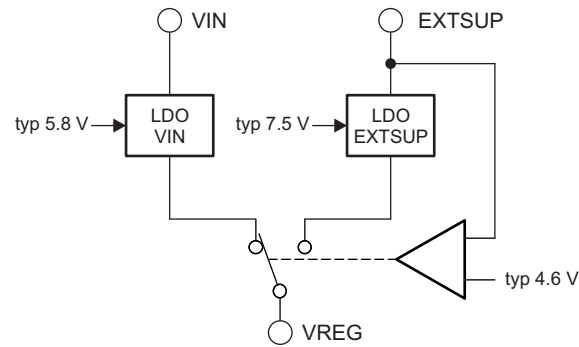 VIN
EXTSUP
typ 5.8 V
LDO
VIN
typ 7.5 V
LDO
EXTSUP
typ 4.6 V
VREG